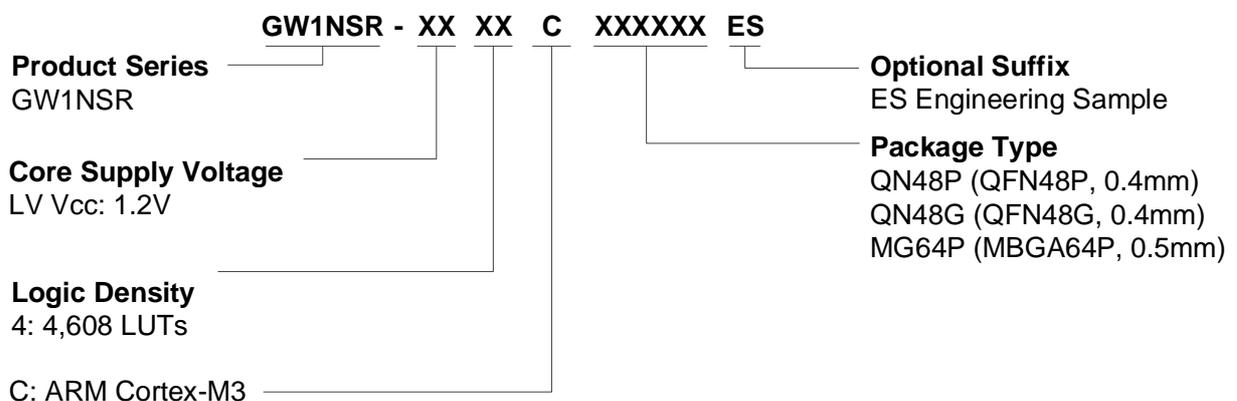 GW1NSR - XX XX C XXXXXX ES
Product Series
GW1NSR
Core Supply Voltage
LV Vcc: 1.2V
Logic Density
4: 4,608 LUTs
C: ARM Cortex-M3
Optional Suffix
ES Engineering Sample
Package Type
QN48P (QFN48P, 0.4mm)
QN48G (QFN48G, 0.4mm)
MG64P (MBGA64P, 0.5mm)